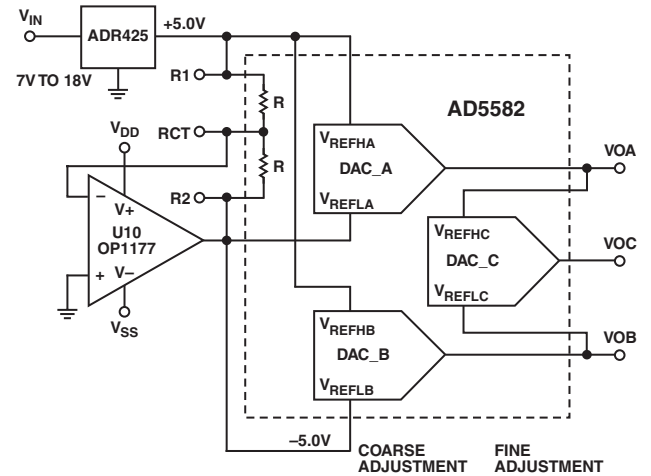 VIN
ADR425
+5.0V
7V TO 18V
R1
R
AD5582
VDD
RCT
VREFHA
DAC_A
VREFLA
VOA
R
R2
–
V+
U10
OP1177
+
V–
VSS
VREFHC
DAC_C
VREFLC
VOC
VREFHB
DAC_B
VREFLB
VOB
–5.0V
COARSE
ADJUSTMENT
FINE
ADJUSTMENT